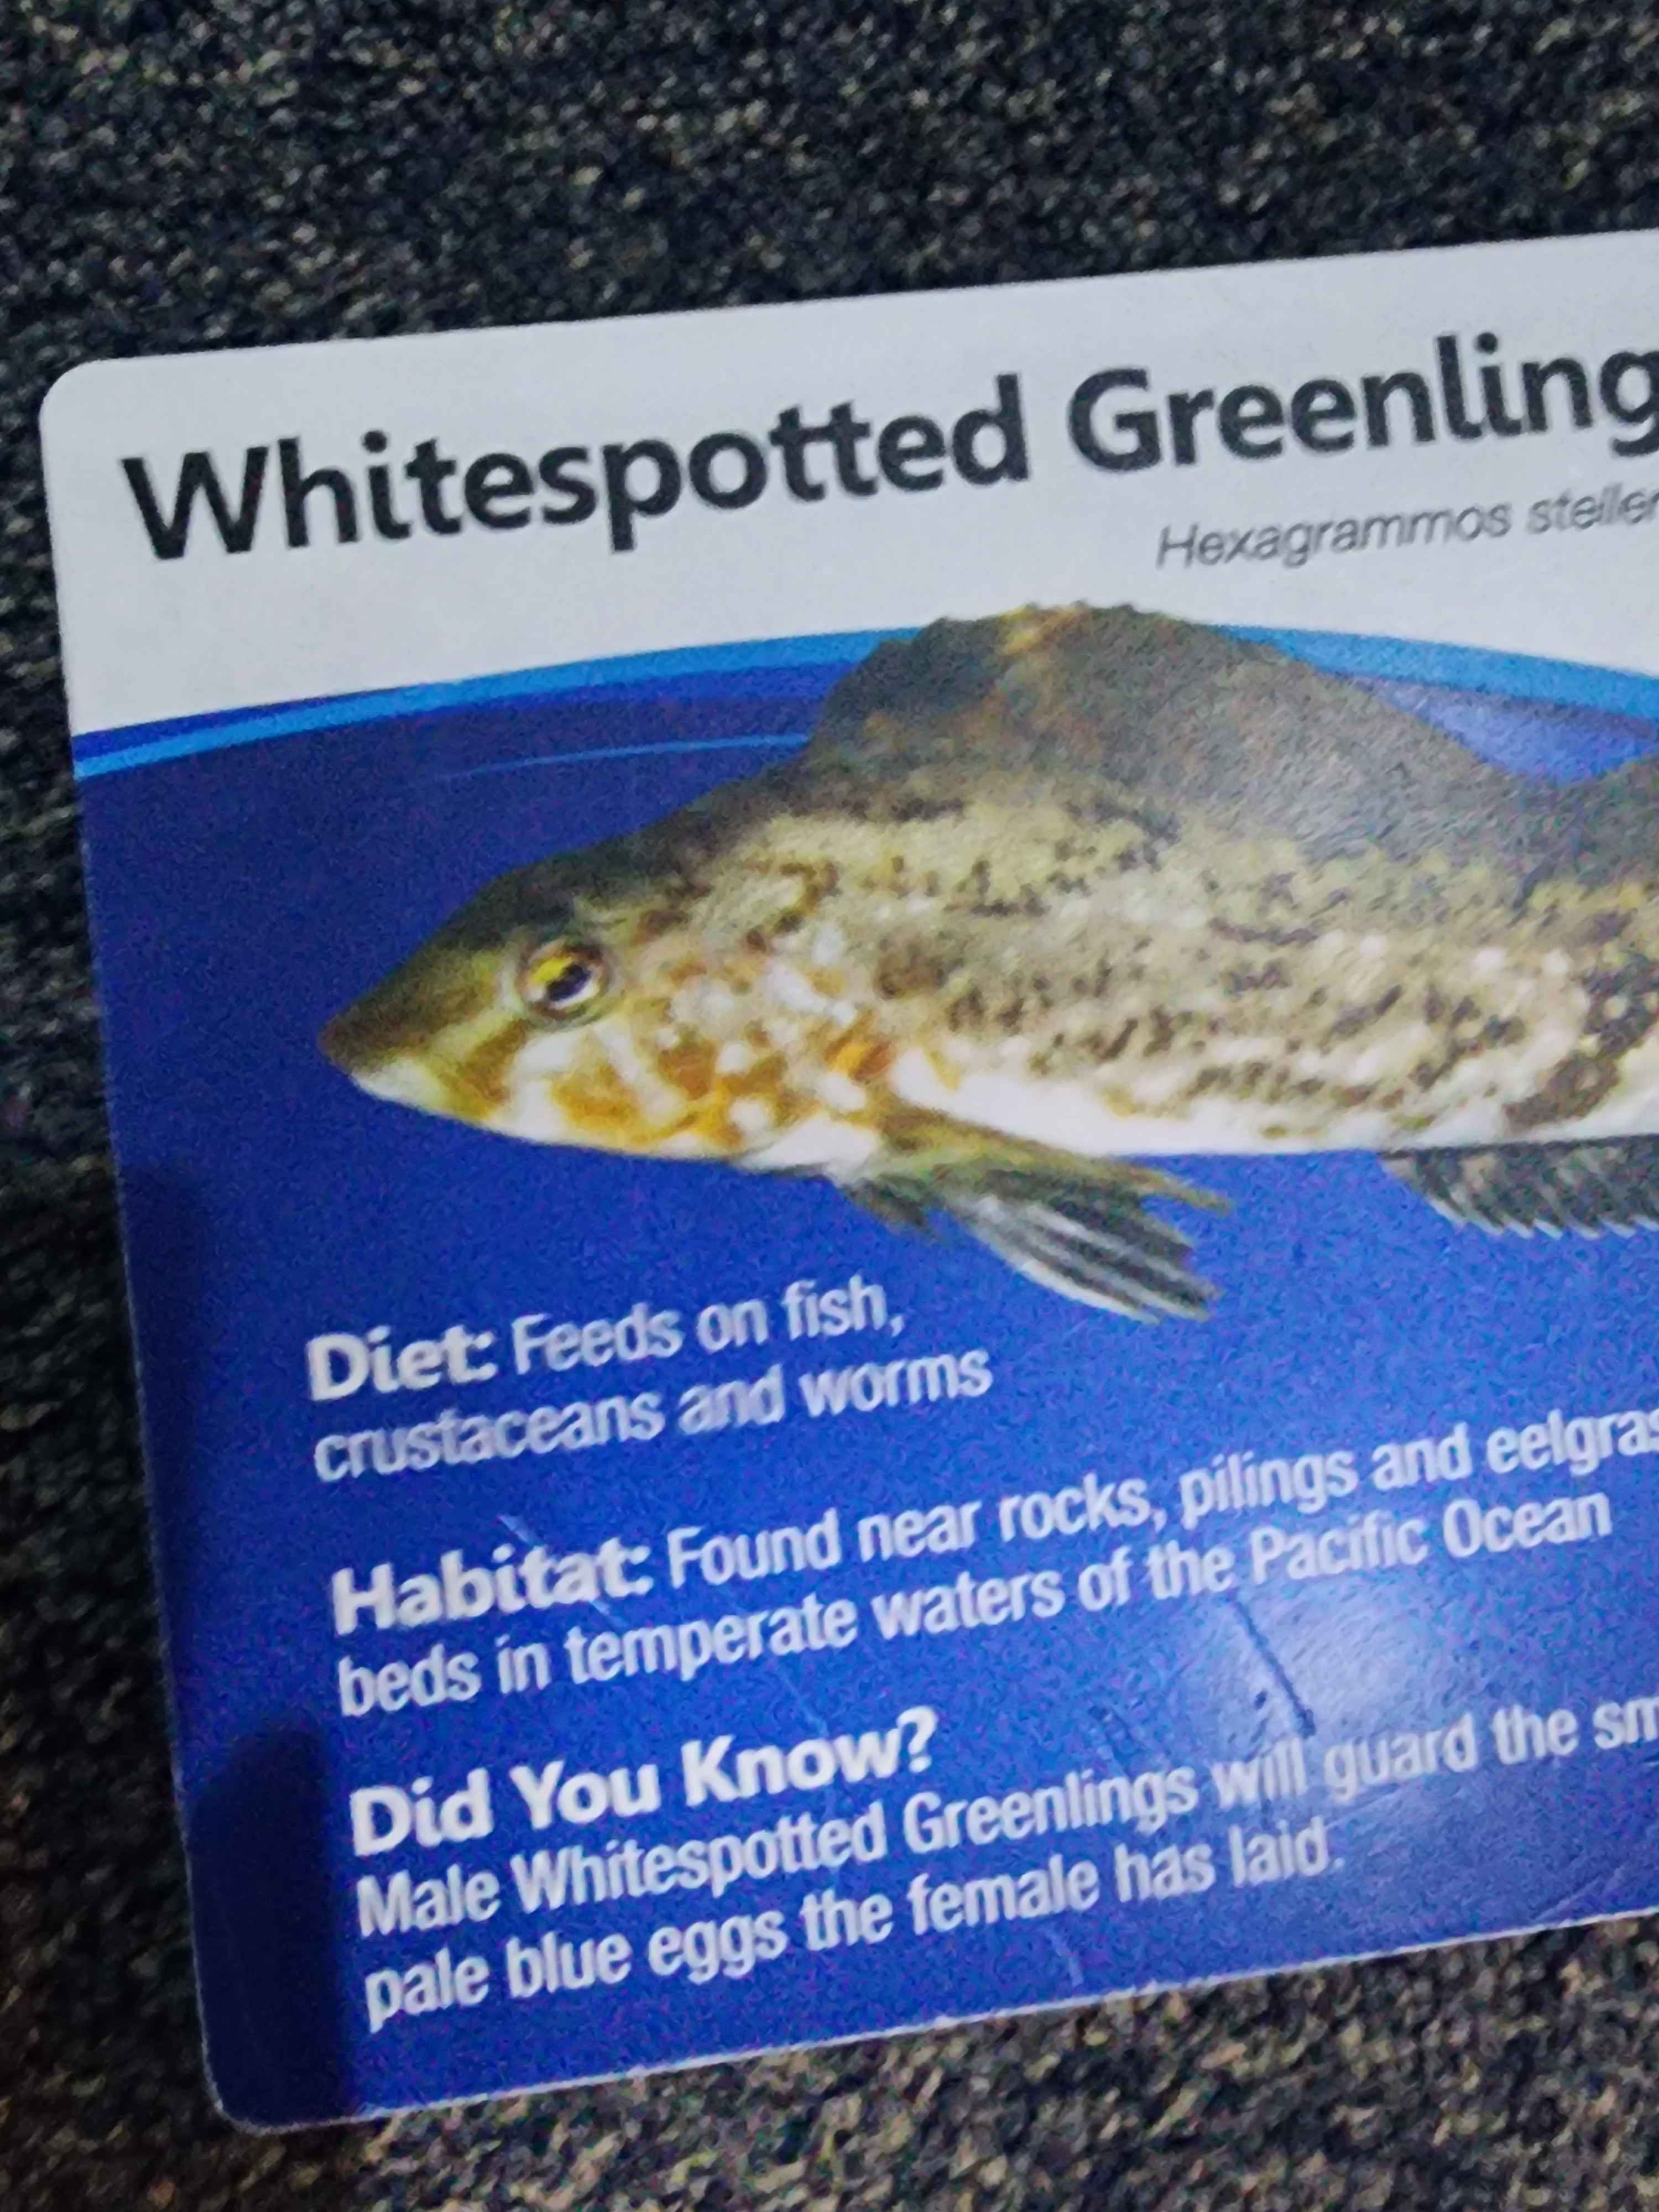 Whitespotted Greenling
Hexagrammos steller
Diet: Feeds on fish,
crustaceans and worms
Habitat: Found near rocks, pilings and eelgras
beds in temperate waters of the Pacific Ocean
Did You Know?
Male Whitespotted Greenlings will guard the sm
pale blue eggs the female has laid.